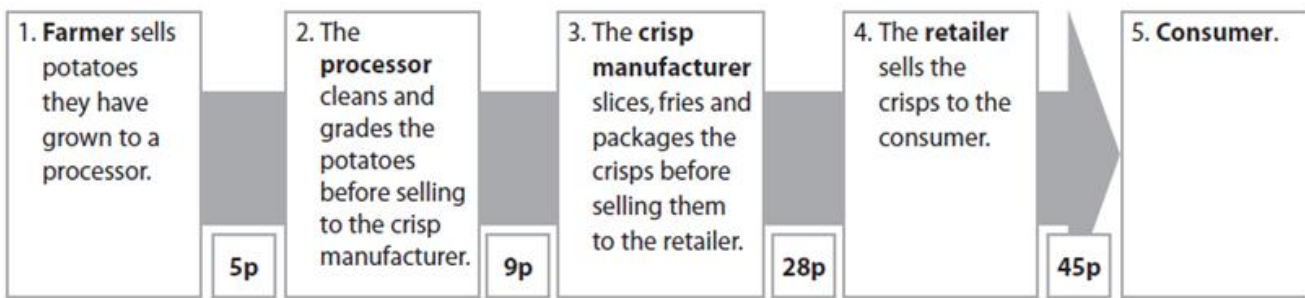 1. Farmer sells
potatoes
they have
grown to a
processor.
5p
2. The
processor
cleans and
grades the
potatoes
before selling
to the crisp
manufacturer.
9p
3. The crisp
manufacturer
slices, fries and
packages the
crisps before
selling them
to the retailer.
28p
4. The retailer
sells the
crisps to the
consumer.
45p
5. Consumer.